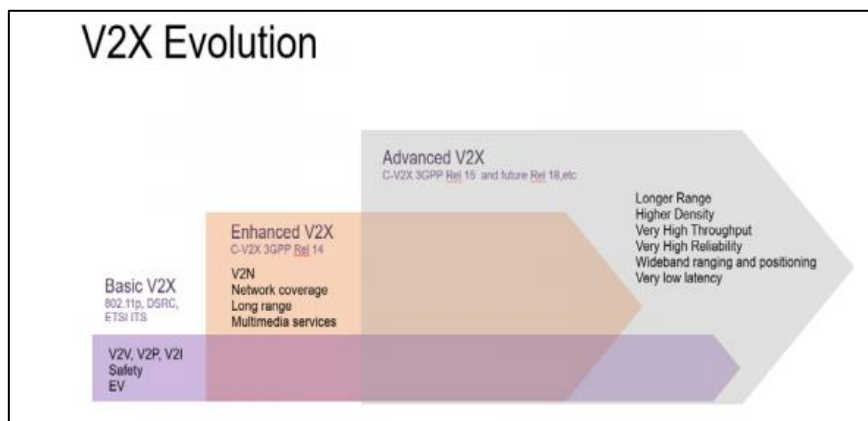 V2X Evolution
Advanced V2X
C-V2X 3GPP Rel 15 and future Rel 16,etc
Longer Range
Higher Density
Very High Throughput
Very High Reliability
Wideband ranging and positioning
Very low latency
Enhanced V2X
C-V2X 3GPP Rel 14
V2N
Network coverage
Long range
Multimedia services
Basic V2X
802.11p, DSRC,
ETSI ITS
V2V, V2P, V2I
Safety
EV